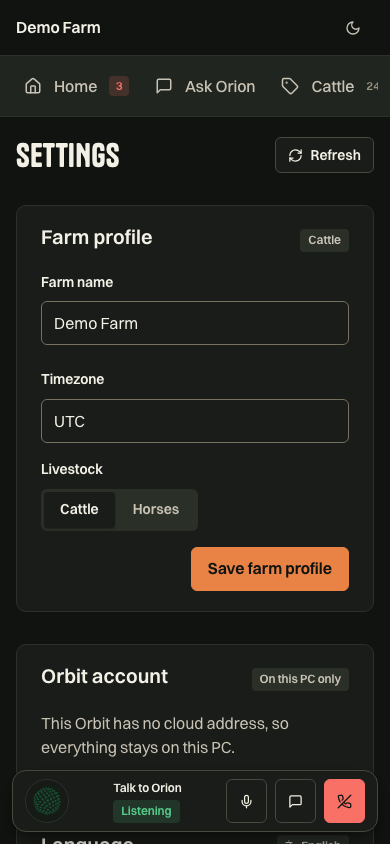 Demo Farm
Home 3 Ask Orion Cattle 24
SETTINGS Refresh
Farm profile Cattle
Farm name
Demo Farm
Timezone
UTC
Livestock
Cattle Horses
Save farm profile
Orbit account On this PC only
This Orbit has no cloud address, so
everything stays on this PC.
Talk to Orion
Listening
Language English